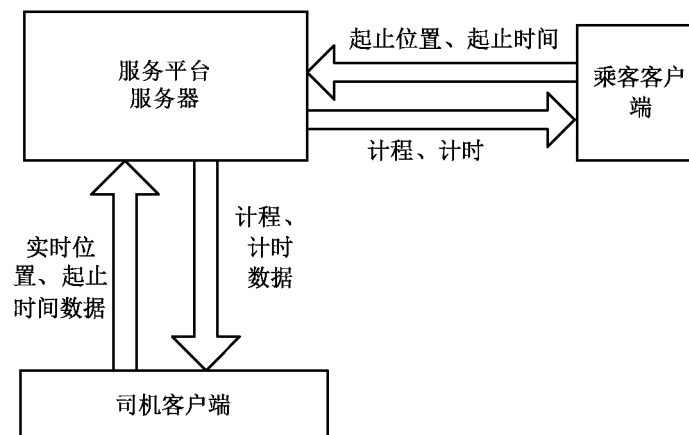 服务平台
服务器
起止位置、起止时间
乘客客户
端
计程、计时
实时位
置、起止
时间数据
计程、
计时
数据
司机客户端